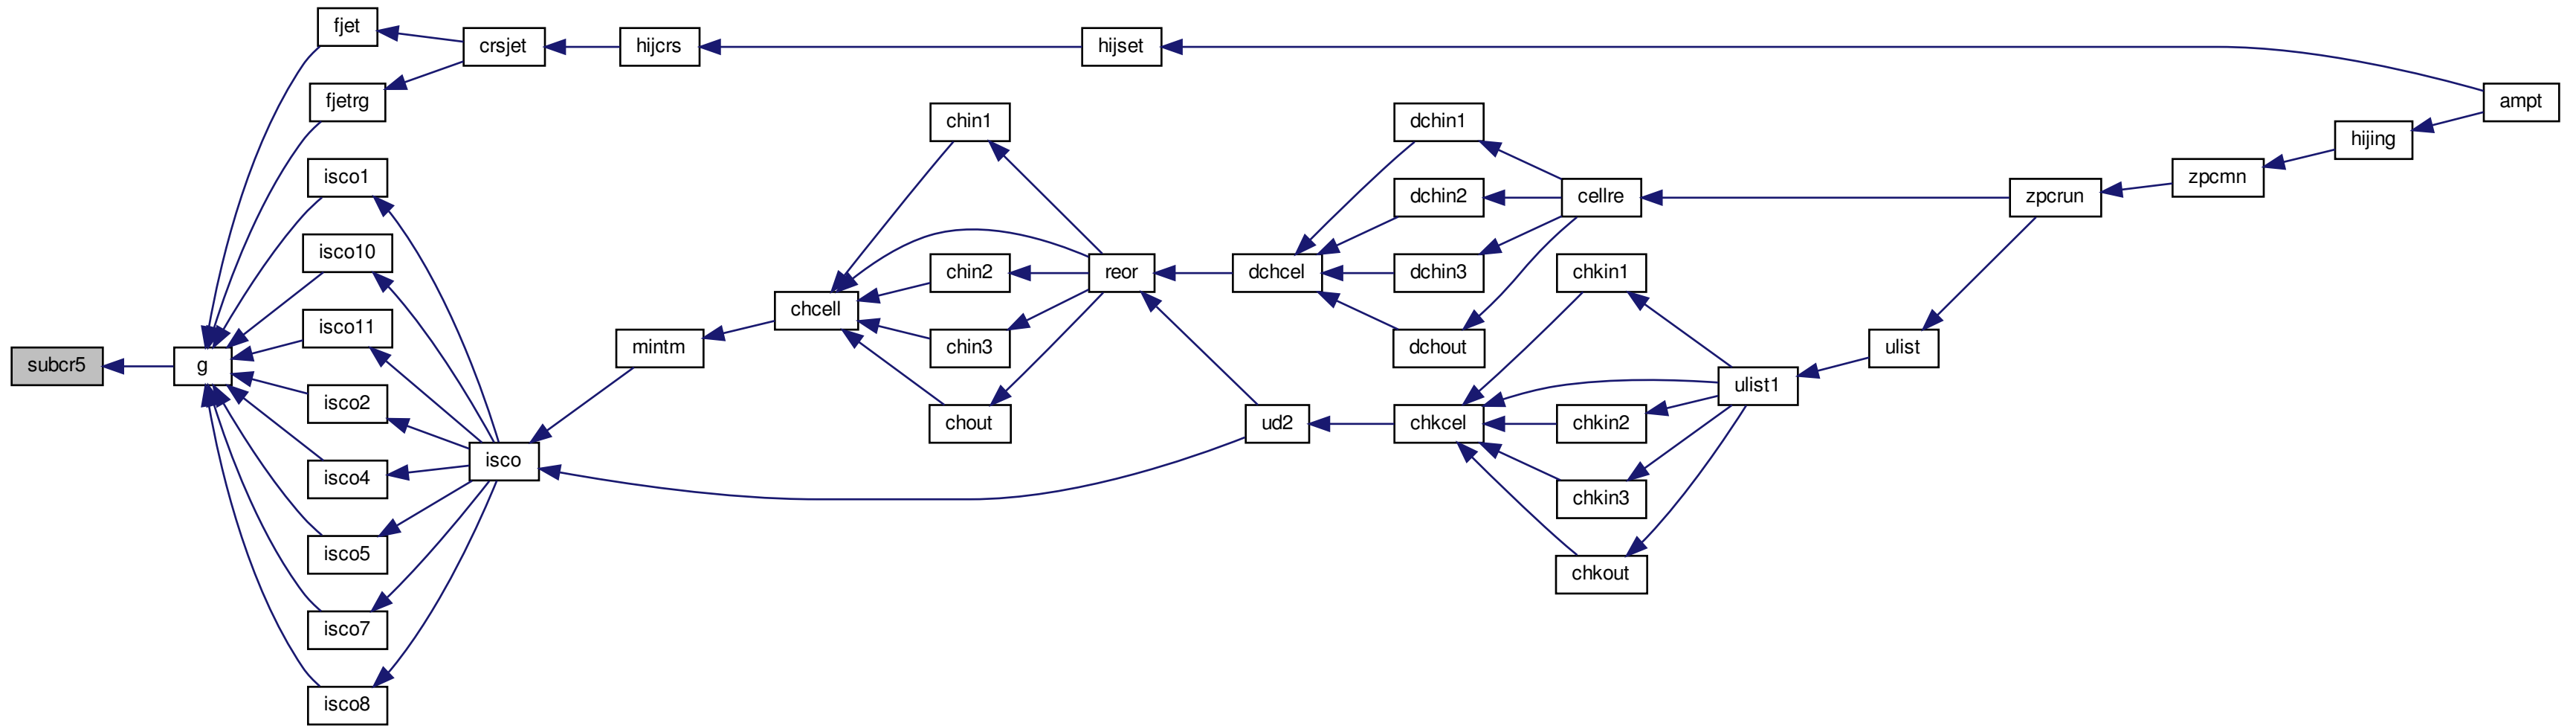 subcr5
g
fjet
fjetrg
isco1
isco10
isco11
isco2
isco4
isco5
isco7
isco8
crsjet
isco
hijcrs
mintm
chcell
chin1
chin2
chin3
chout
hijset
reor
dchcel
ud2
dchin1
dchin2
dchin3
dchout
chkcel
cellre
chkin1
chkin2
chkin3
chkout
ulist1
ulist
zpcrun
zpcmn
hijing
ampt